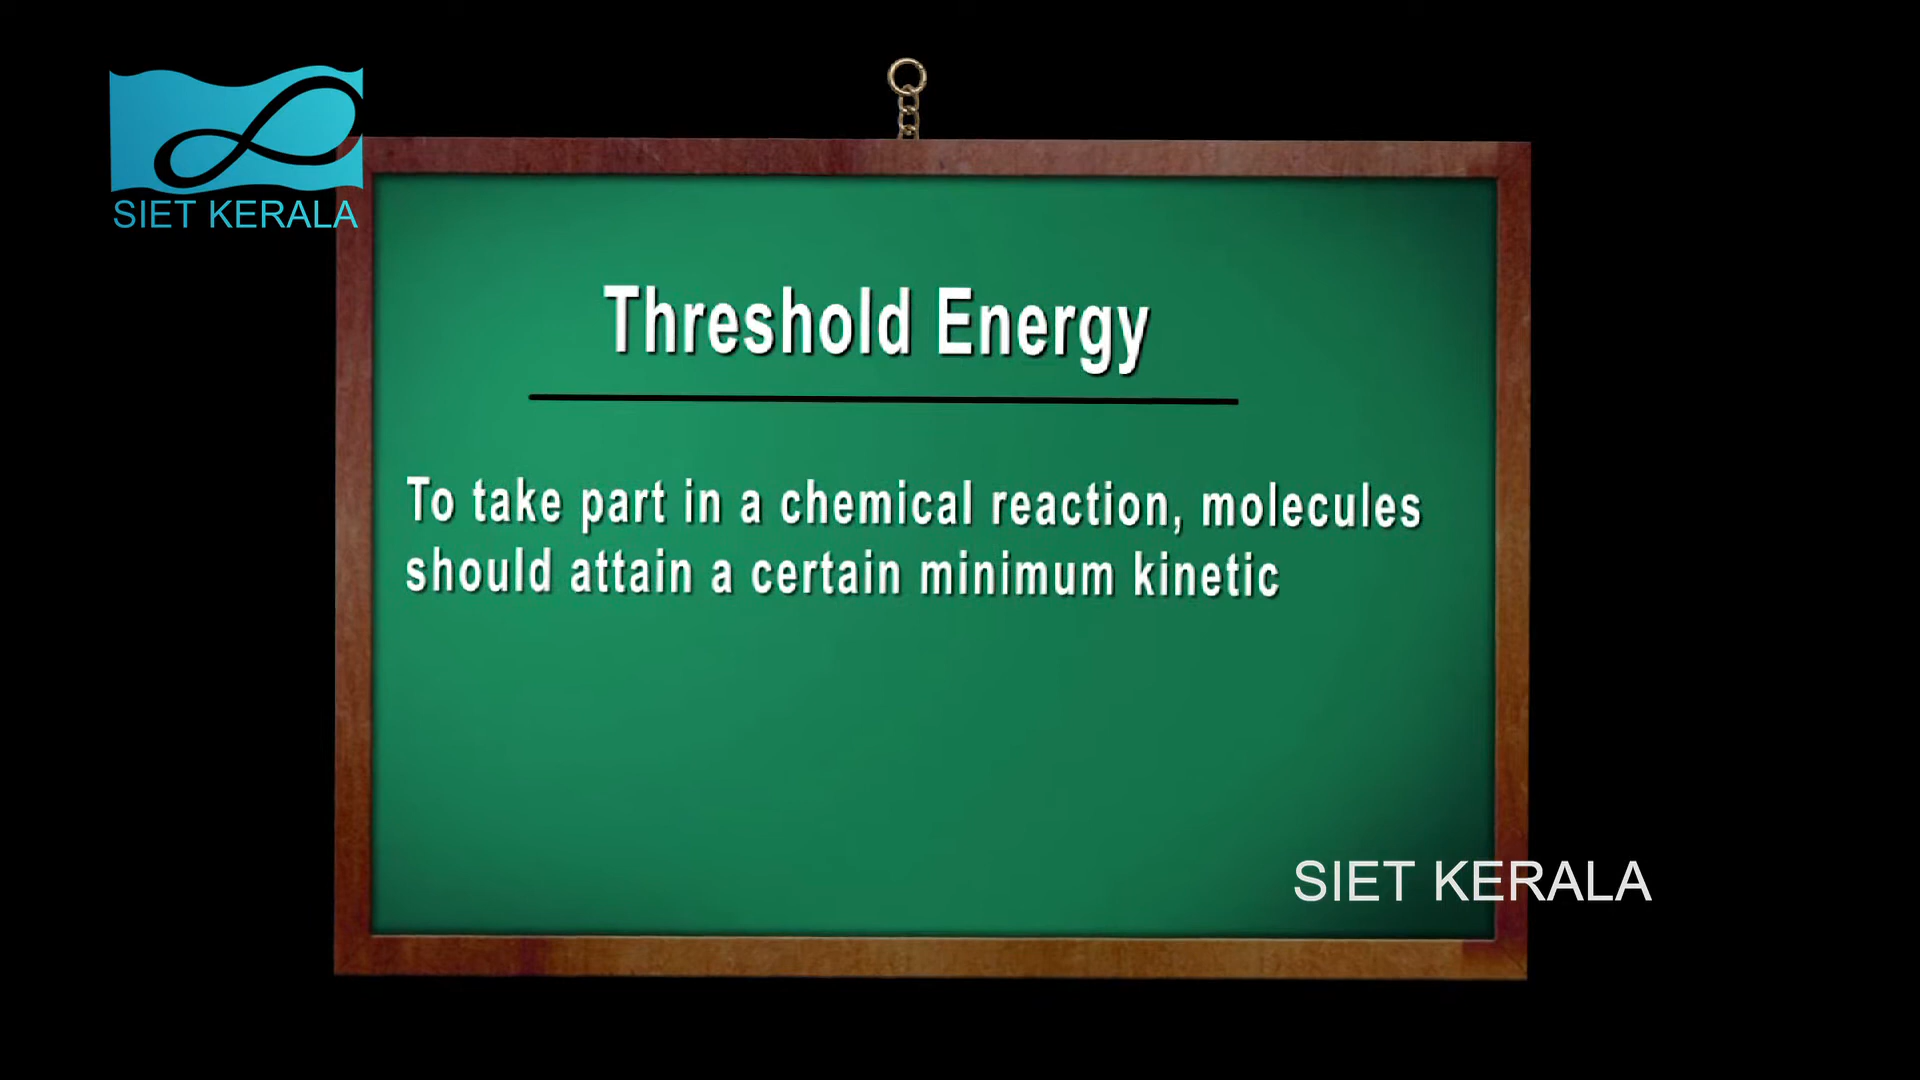 SIET KERALA
Threshold Energy
To take part in a chemical reaction, molecules
should attain a certain minimum kinetic
SIET KERALA